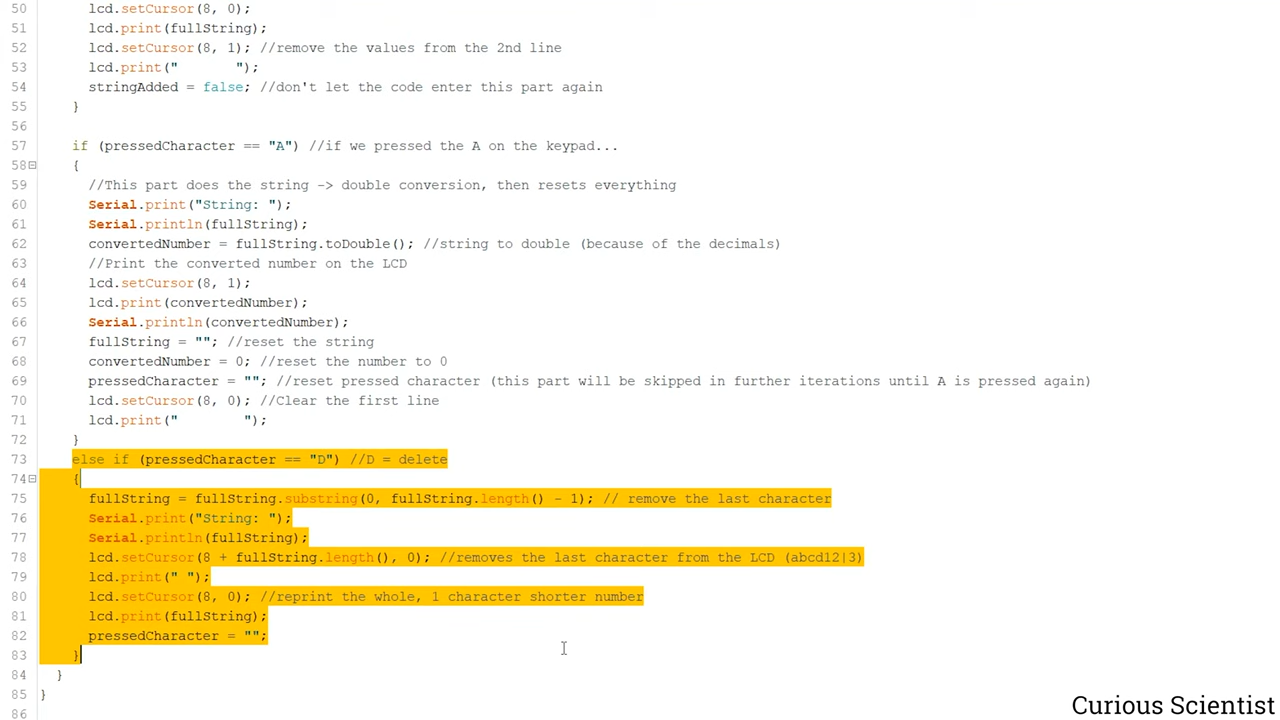 50 lcd.setCursor(8, 0);
51 lcd.print(fullString);
52 lcd.setCursor(8, 1); //remove the values from the 2nd line
53 lcd.print("        ");
54 stringAdded = false; //don't let the code enter this part again
55 }
56
57 if (pressedCharacter == "A") //if we pressed the A on the keypad...
58 {
59 //This part does the string -> double conversion, then resets everything
60 Serial.print("String: ");
61 Serial.println(fullString);
62 convertedNumber = fullString.toDouble(); //string to double (because of the decimals)
63 //Print the converted number on the LCD
64 lcd.setCursor(8, 1);
65 lcd.print(convertedNumber);
66 Serial.println(convertedNumber);
67 fullString = ""; //reset the string
68 convertedNumber = 0; //reset the number to 0
69 pressedCharacter = ""; //reset pressed character (this part will be skipped in further iterations until A is pressed again)
70 lcd.setCursor(8, 0); //Clear the first line
71 lcd.print("        ");
72 }
73 else if (pressedCharacter == "D") //D = delete
74 {
75 fullString = fullString.substring(0, fullString.length() - 1); // remove the last character
76 Serial.print("String: ");
77 Serial.println(fullString);
78 lcd.setCursor(8 + fullString.length(), 0); //removes the last character from the LCD (abcd12|3)
79 lcd.print(" ");
80 lcd.setCursor(8, 0); //reprint the whole, 1 character shorter number
81 lcd.print(fullString);
82 pressedCharacter = "";
83 }
84 }
85 }
86
Curious Scientist